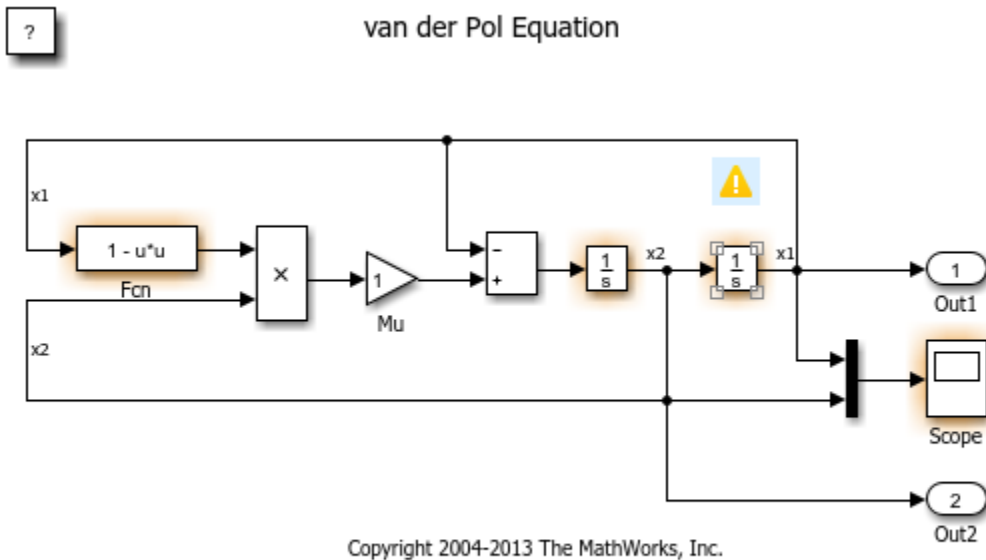 ?
van der Pol Equation
x1
1 - u*u
Fcn
×
1
Mu
−
+
1
s
x2
1
s
x1
1
Out1
x2
Scope
2
Out2
Copyright 2004-2013 The MathWorks, Inc.